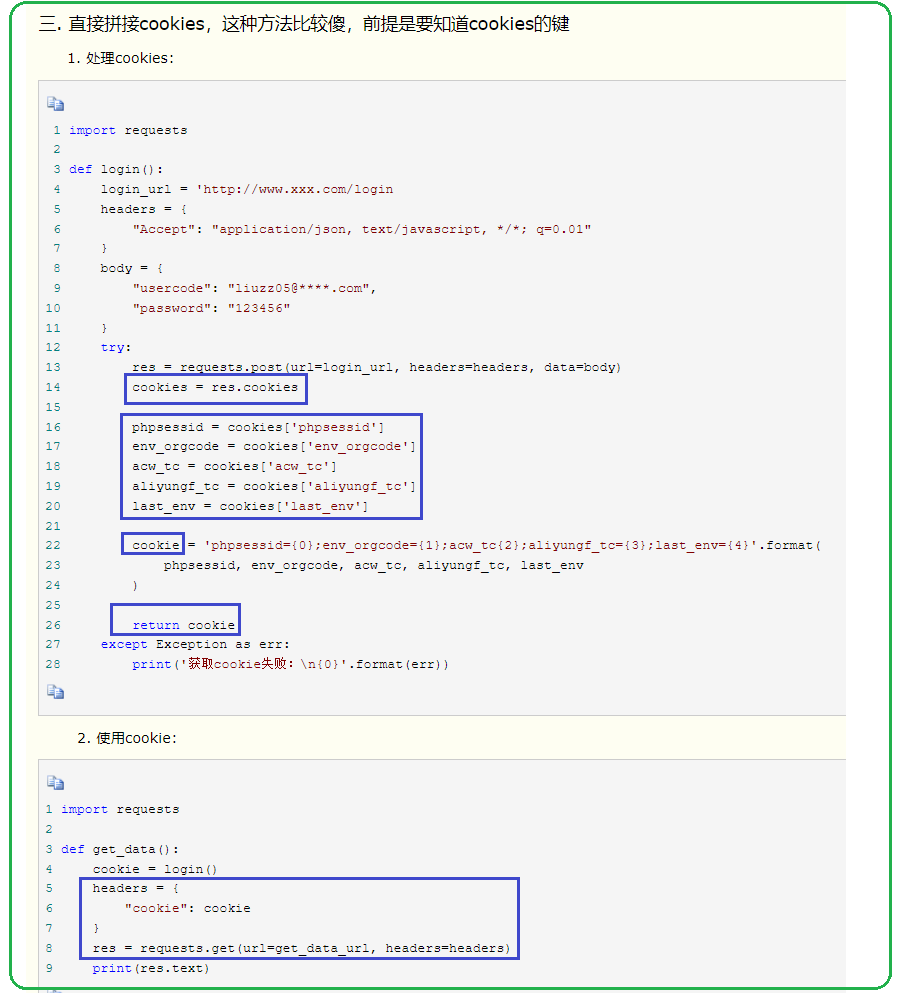 三. 直接拼接cookies，这种方法比较傻，前提是要知道cookies的键
1. 处理cookies:
1 import requests
2
3 def login():
4     login_url = 'http://www.xxx.com/login
5     headers = {
6         "Accept": "application/json, text/javascript, */*; q=0.01"
7     }
8     body = {
9         "usercode": "liuzz05@****.com",
10         "password": "123456"
11     }
12     try:
13         res = requests.post(url=login_url, headers=headers, data=body)
14         cookies = res.cookies
15
16         phpsessid = cookies['phpsessid']
17         env_orgcode = cookies['env_orgcode']
18         acw_tc = cookies['acw_tc']
19         aliyungf_tc = cookies['aliyungf_tc']
20         last_env = cookies['last_env']
21
22         cookie = 'phpsessid={0};env_orgcode={1};acw_tc{2};aliyungf_tc={3};last_env={4}'.format(
23             phpsessid, env_orgcode, acw_tc, aliyungf_tc, last_env
24         )
25
26         return cookie
27     except Exception as err:
28         print('获取cookie失败：\n{0}'.format(err))
2. 使用cookie:
1 import requests
2
3 def get_data():
4     cookie = login()
5     headers = {
6         "cookie": cookie
7     }
8     res = requests.get(url=get_data_url, headers=headers)
9     print(res.text)